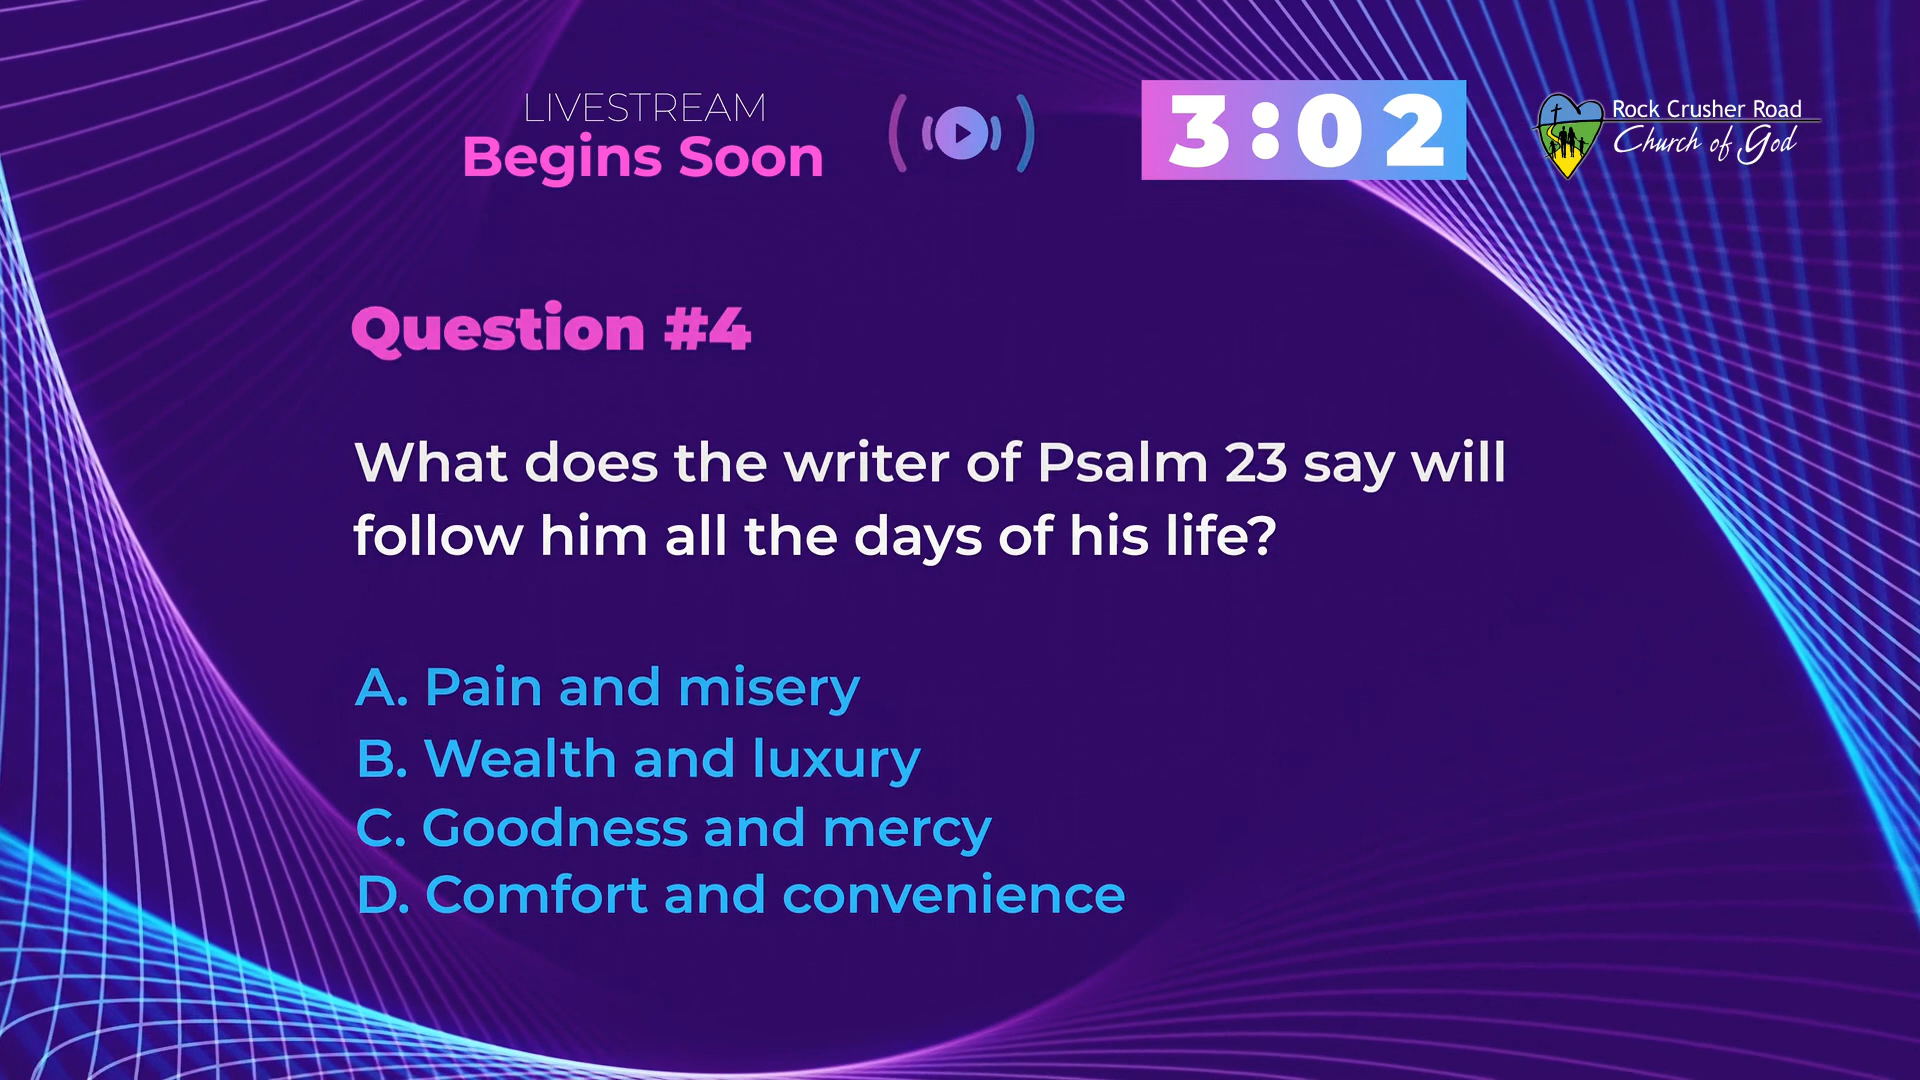 LIVESTREAM
Begins Soon
3:02
Rock Crusher Road
Church of God
Question #4
What does the writer of Psalm 23 say will
follow him all the days of his life?
A. Pain and misery
B. Wealth and luxury
C. Goodness and mercy
D. Comfort and convenience